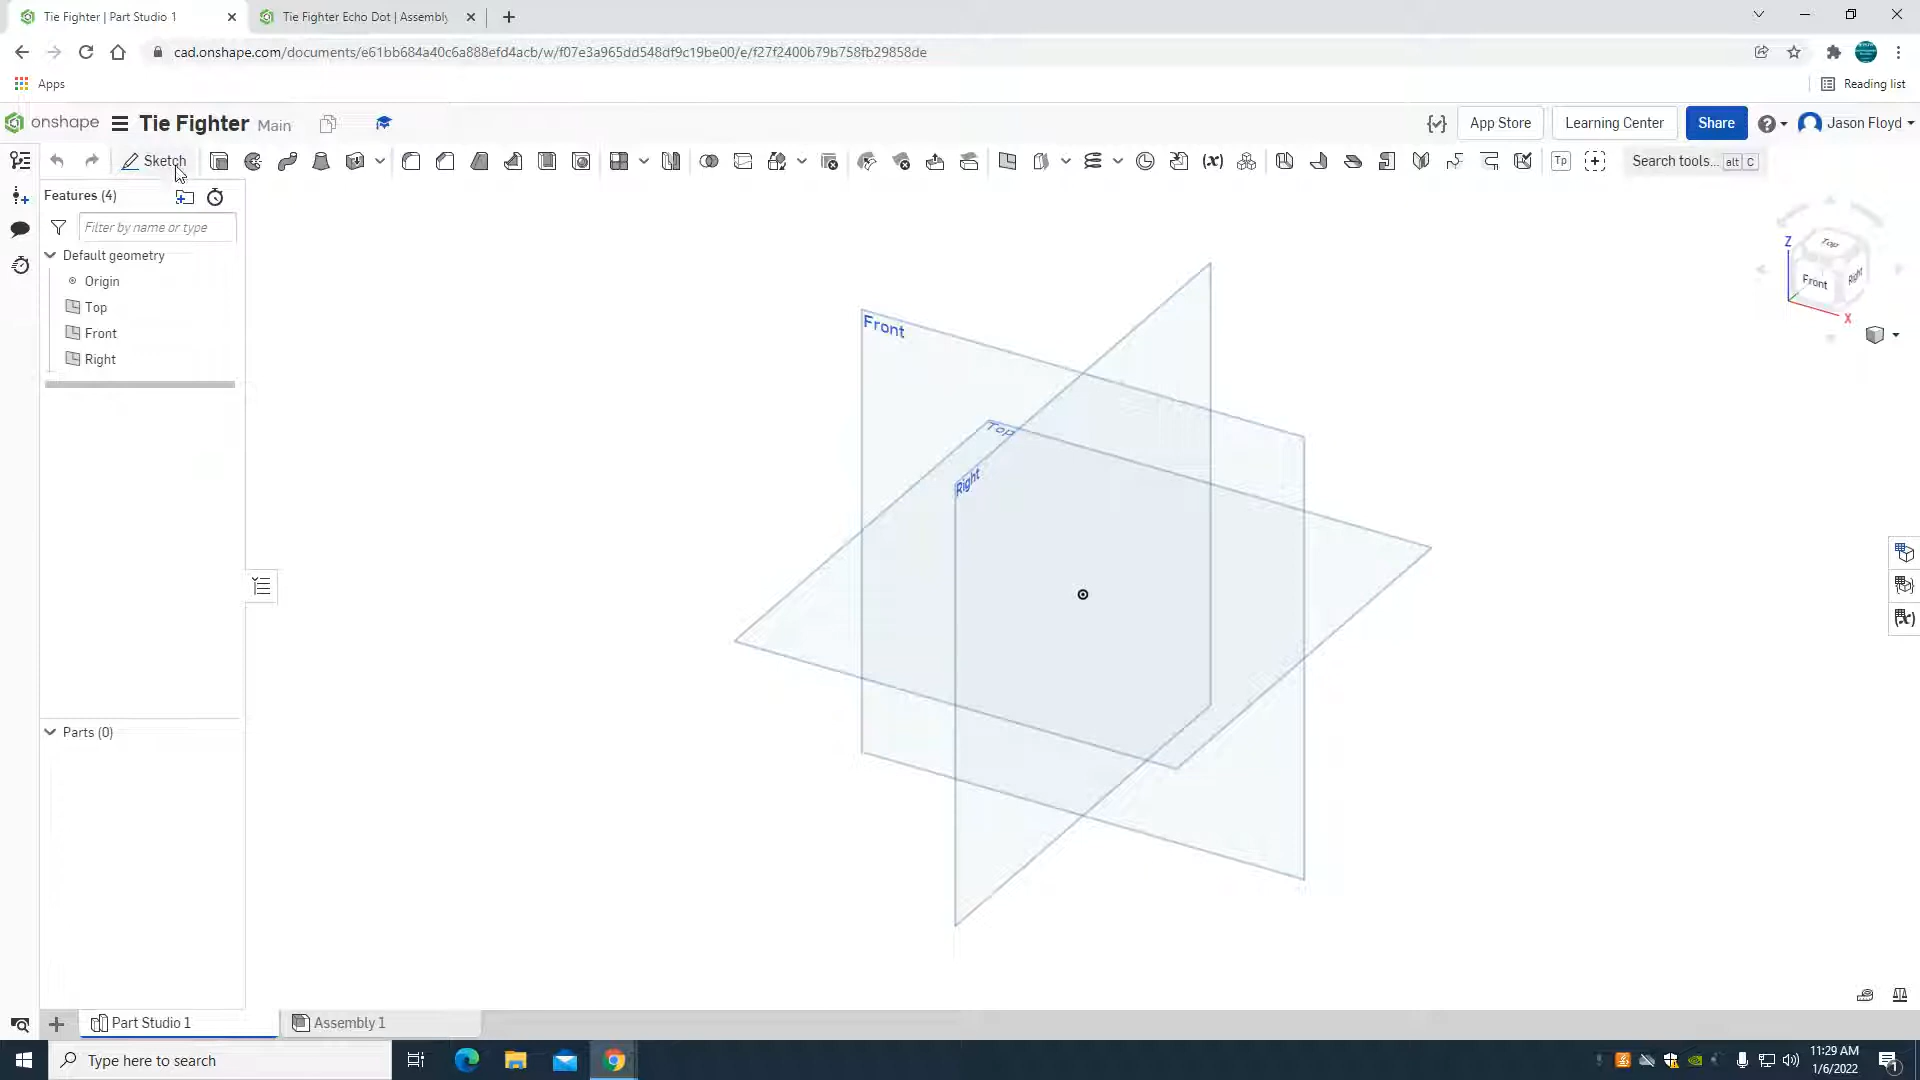 Tie Fighter | Part Studio 1
Tie Fighter Echo Dot | Assembly
cad.onshape.com/documents/e61bb684a40c6a888efd4acb/w/f07e3a965dd548df9c19be00/e/f27f2400b79b758fb29858de
Apps
Reading list
onshape
Tie Fighter Main
App Store
Learning Center
Share
Jason Floyd
Sketch
(x)
Tp
Search tools... alt C
Features (4)
Filter by name or type
Default geometry
Origin
Top
Front
Right
Front
Top
Right
Top
Front
Right
Z
X
(x)
Parts (0)
Part Studio 1
Assembly 1
Type here to search
11:29 AM
1/6/2022
1